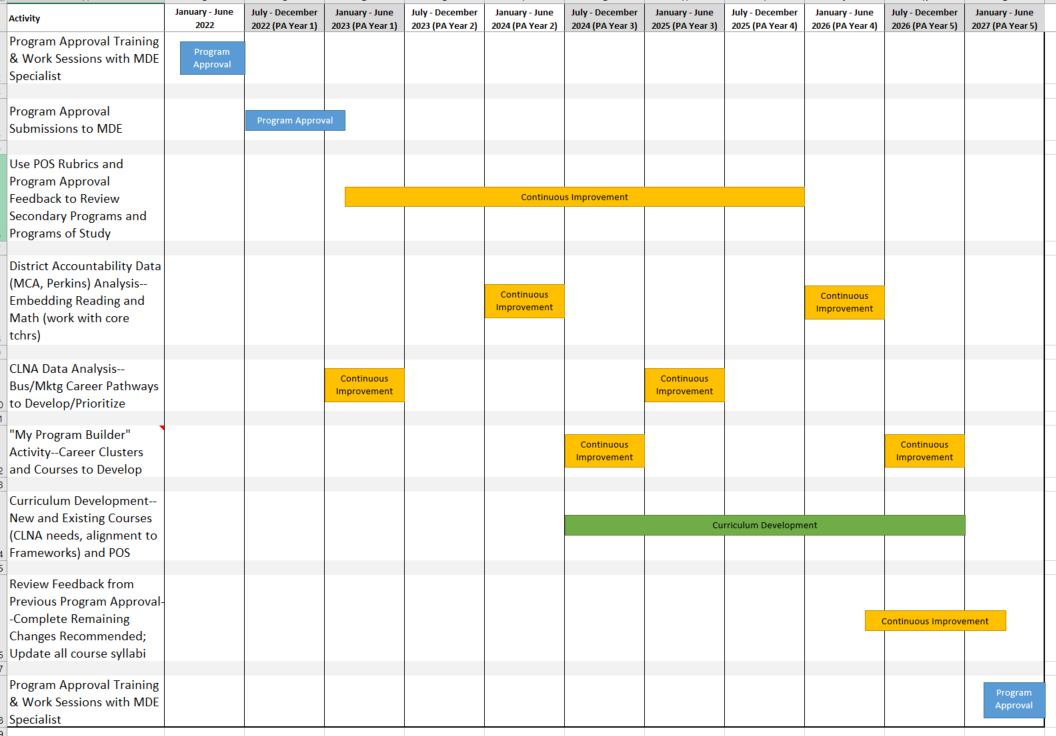 Activity
January - June
2022
July - December
2022 (PA Year 1)
January - June
2023 (PA Year 1)
July - December
2023 (PA Year 2)
January - June
2024 (PA Year 2)
July - December
2024 (PA Year 3)
January - June
2025 (PA Year 3)
July - December
2025 (PA Year 4)
January - June
2026 (PA Year 4)
July - December
2026 (PA Year 5)
January - June
2027 (PA Year 5)
Program Approval Training
& Work Sessions with MDE
Specialist
Program
Approval
Program Approval
Submissions to MDE
Program Approval
Use POS Rubrics and
Program Approval
Feedback to Review
Secondary Programs and
Programs of Study
Continuous Improvement
District Accountability Data
(MCA, Perkins) Analysis--
Embedding Reading and
Math (work with core
tchrs)
Continuous
Improvement
Continuous
Improvement
CLNA Data Analysis--
Bus/Mktg Career Pathways
to Develop/Prioritize
Continuous
Improvement
Continuous
Improvement
"My Program Builder"
Activity--Career Clusters
and Courses to Develop
Continuous
Improvement
Continuous
Improvement
Curriculum Development--
New and Existing Courses
(CLNA needs, alignment to
Frameworks) and POS
Curriculum Development
Review Feedback from
Previous Program Approval-
-Complete Remaining
Changes Recommended;
Update all course syllabi
Continuous Improvement
Program Approval Training
& Work Sessions with MDE
Specialist
Program
Approval